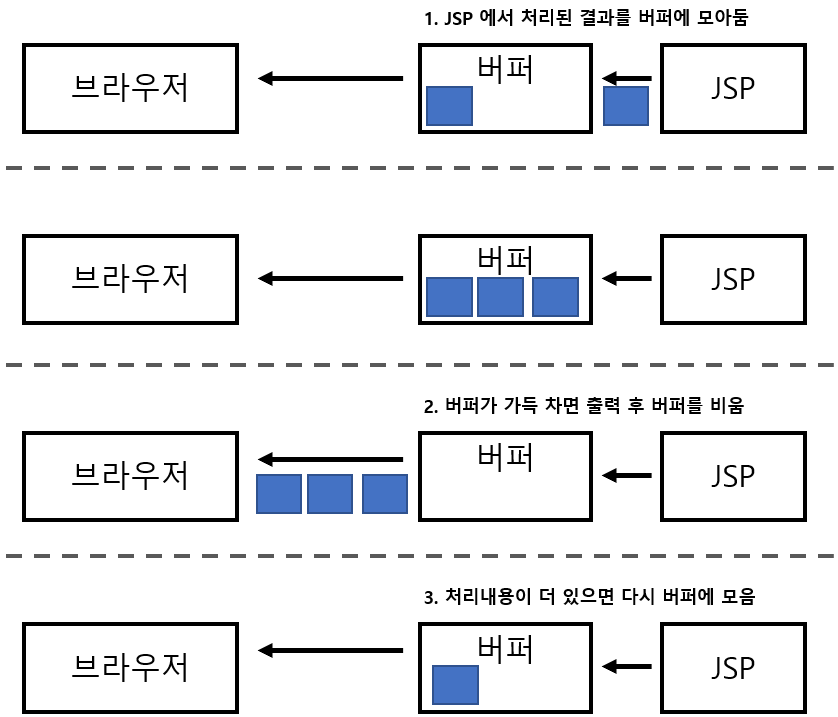 1. JSP 에서 처리된 결과를 버퍼에 모아둠
브라우저
버퍼
JSP
브라우저
버퍼
JSP
2. 버퍼가 가득 차면 출력 후 버퍼를 비움
브라우저
버퍼
JSP
3. 처리내용이 더 있으면 다시 버퍼에 모음
브라우저
버퍼
JSP